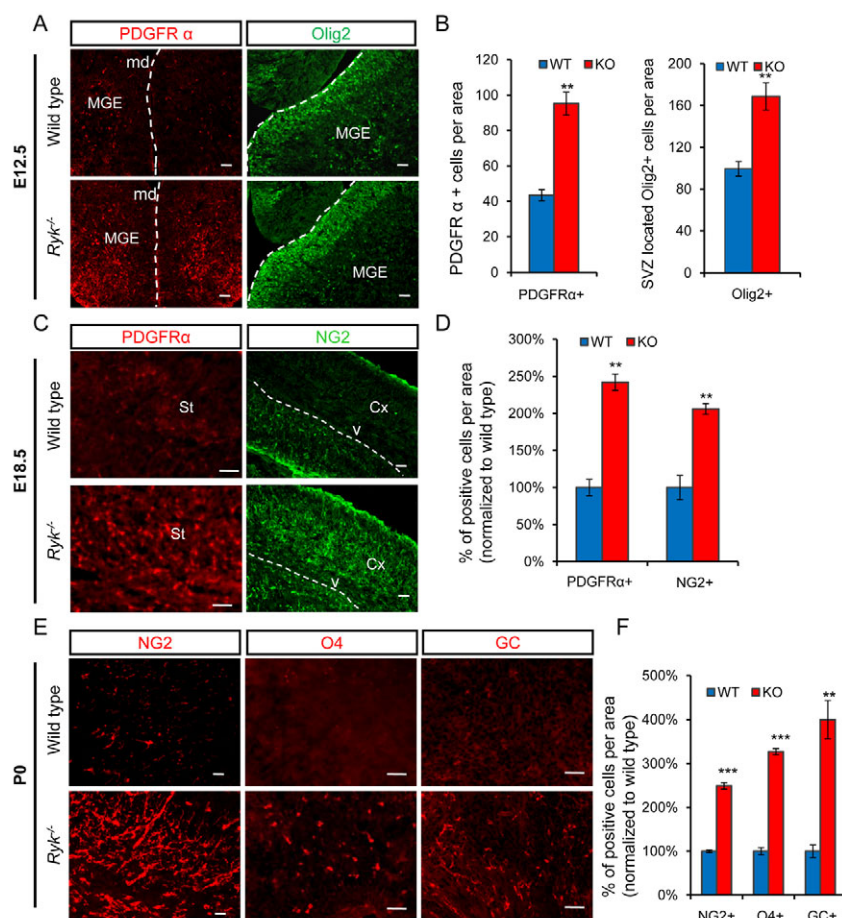 A
PDGFR α
Olig2
E12.5
Wild type
MGE
md
MGE
Ryk-/-
MGE
md
MGE
B
PDGFR α + cells per area
120
100
80
60
40
20
0
WT KO
**
PDGFRα+
SVZ located Olig2+ cells per area
200
160
120
80
40
0
WT KO
**
Olig2+
C
PDGFRα
NG2
E18.5
Wild type
St
Cx
v
Ryk-/-
St
Cx
v
D
% of positive cells per area
(normalized to wild type)
300%
250%
200%
150%
100%
50%
0%
WT KO
**
**
PDGFRα+ NG2+
E
NG2
O4
GC
P0
Wild type
Ryk-/-
F
% of positive cells per area
(normalized to wild type)
500%
400%
300%
200%
100%
0%
WT KO
***
***
**
NG2+ O4+ GC+